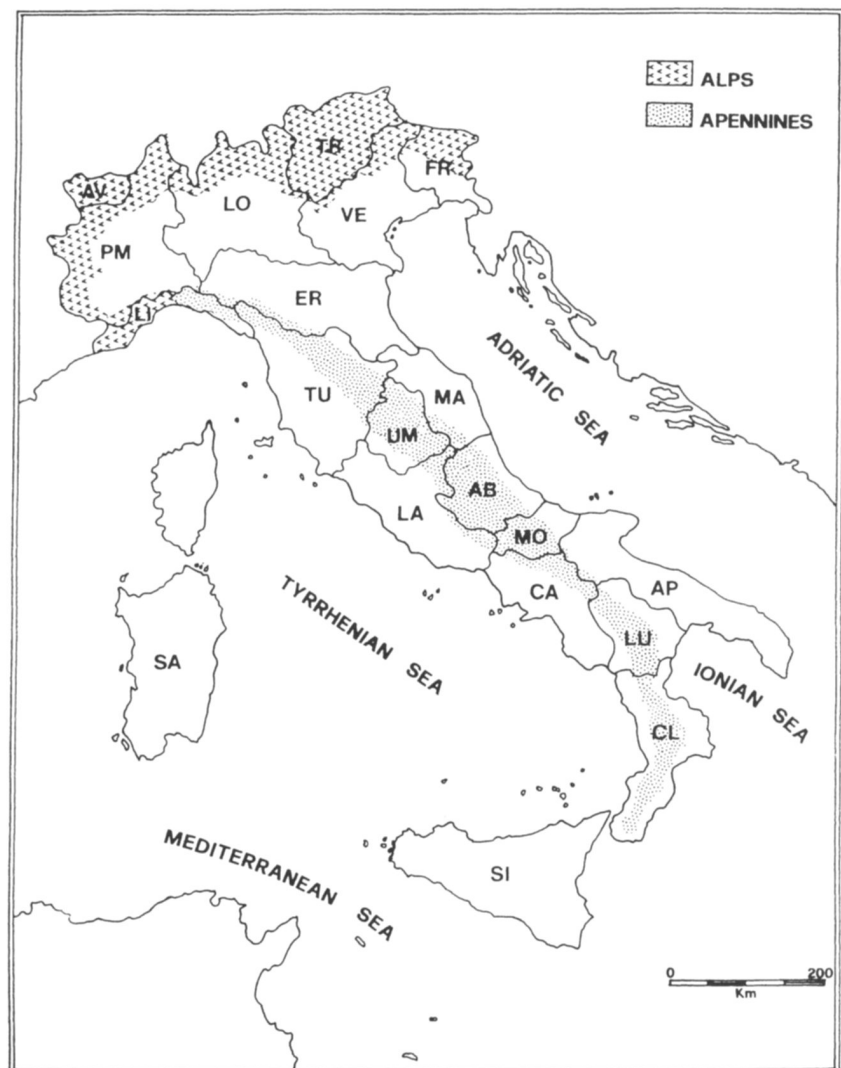 ALPS
APENNINES
TR
FR
AV
LO
VE
PM
ER
LI
ADRIATIC SEA
TU
MA
UM
AB
LA
MO
CA
AP
TYRRHENIAN SEA
LU
SA
IONIAN SEA
CL
MEDITERRANEAN SEA
SI
0 200
Km